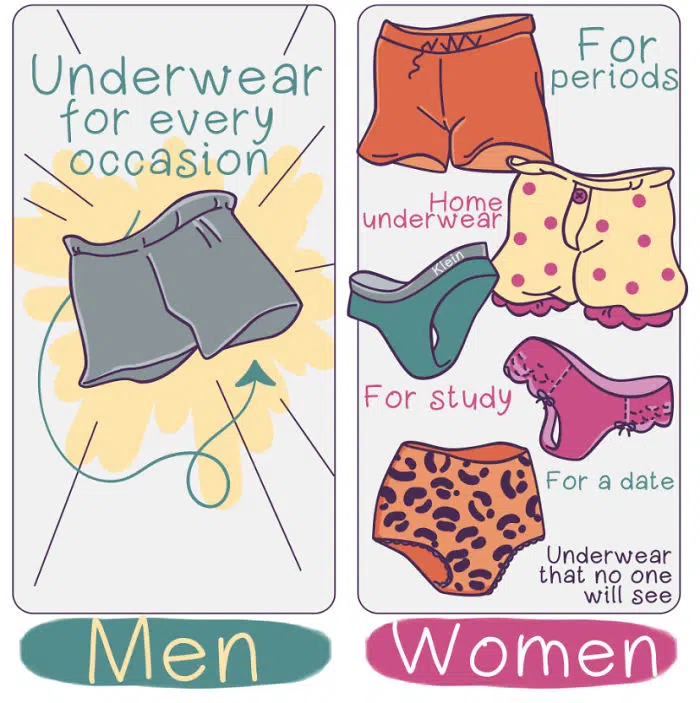 Underwear
for every
occasion
For
periods
Home
underwear
Klein
For study
For a date
Underwear
that no one
will see
Men
Women